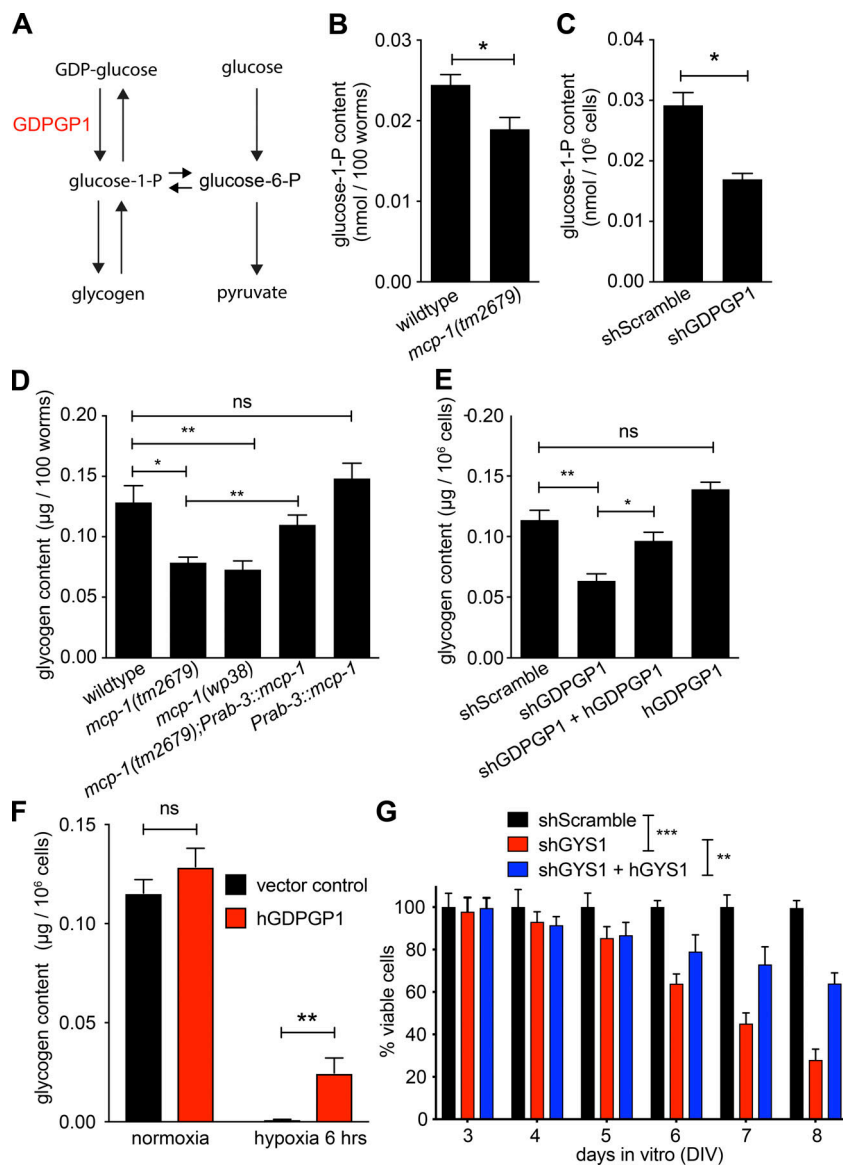 A
GDP-glucose
glucose
GDPGP1
glucose-1-P
glucose-6-P
glycogen
pyruvate
B
glucose-1-P content
(nmol / 100 worms)
0.03
0.02
0.01
0.00
*
wildtype
mcp-1(tm2679)
C
glucose-1-P content
(nmol / 10⁶ cells)
0.04
0.03
0.02
0.01
0.00
*
shScramble
shGDPGP1
D
glycogen content (µg / 100 worms)
0.20
0.15
0.10
0.05
0.00
ns
**
*
**
wildtype
mcp-1(tm2679)
mcp-1(wp38)
mcp-1(tm2679);Prab-3::mcp-1
Prab-3::mcp-1
E
glycogen content (µg / 10⁶ cells)
0.20
0.15
0.10
0.05
0.00
ns
**
*
shScramble
shGDPGP1
shGDPGP1 + hGDPGP1
hGDPGP1
F
glycogen content (µg / 10⁶ cells)
0.15
0.10
0.05
0.00
ns
**
vector control
hGDPGP1
normoxia
hypoxia 6 hrs
G
shScramble
shGYS1
shGYS1 + hGYS1
***
**
% viable cells
100
80
60
40
20
0
3 4 5 6 7 8
days in vitro (DIV)